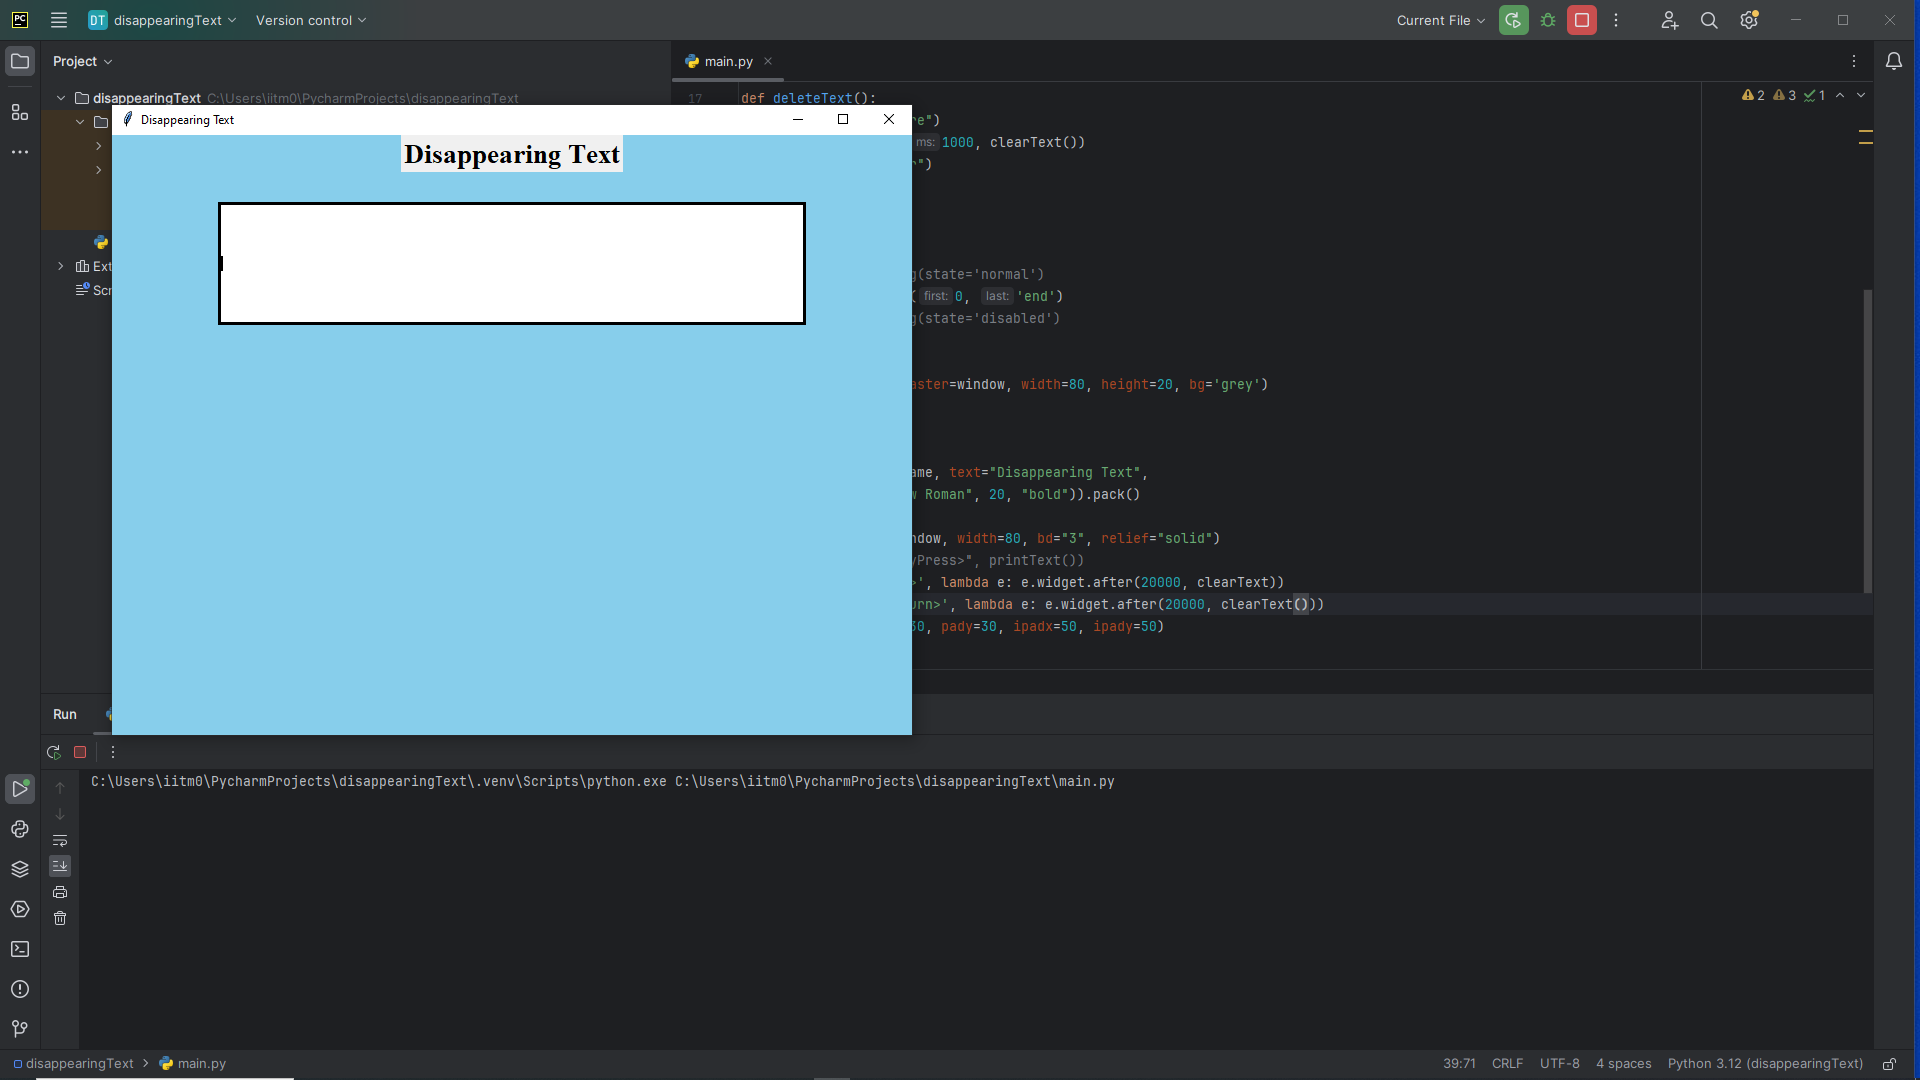 PC
DT disappearingText Version control Current File
Project
main.py
disappearingText C:\Users\iitm0\PycharmProjects\disappearingText
17 def deleteText():
2 3 1
Disappearing Text
e")
ms: 1000, clearText())
Disappearing Text
")
g(state='normal')
Ext
(first: 0, last: 'end')
Scr
g(state='disabled')
aster=window, width=80, height=20, bg='grey')
ame, text="Disappearing Text",
w Roman", 20, "bold")).pack()
ndow, width=80, bd="3", relief="solid")
yPress>", printText())
>', lambda e: e.widget.after(20000, clearText))
urn>', lambda e: e.widget.after(20000, clearText()))
30, pady=30, ipadx=50, ipady=50)
Run
C:\Users\iitm0\PycharmProjects\disappearingText\.venv\Scripts\python.exe C:\Users\iitm0\PycharmProjects\disappearingText\main.py
disappearingText > main.py 39:71 CRLF UTF-8 4 spaces Python 3.12 (disappearingText)